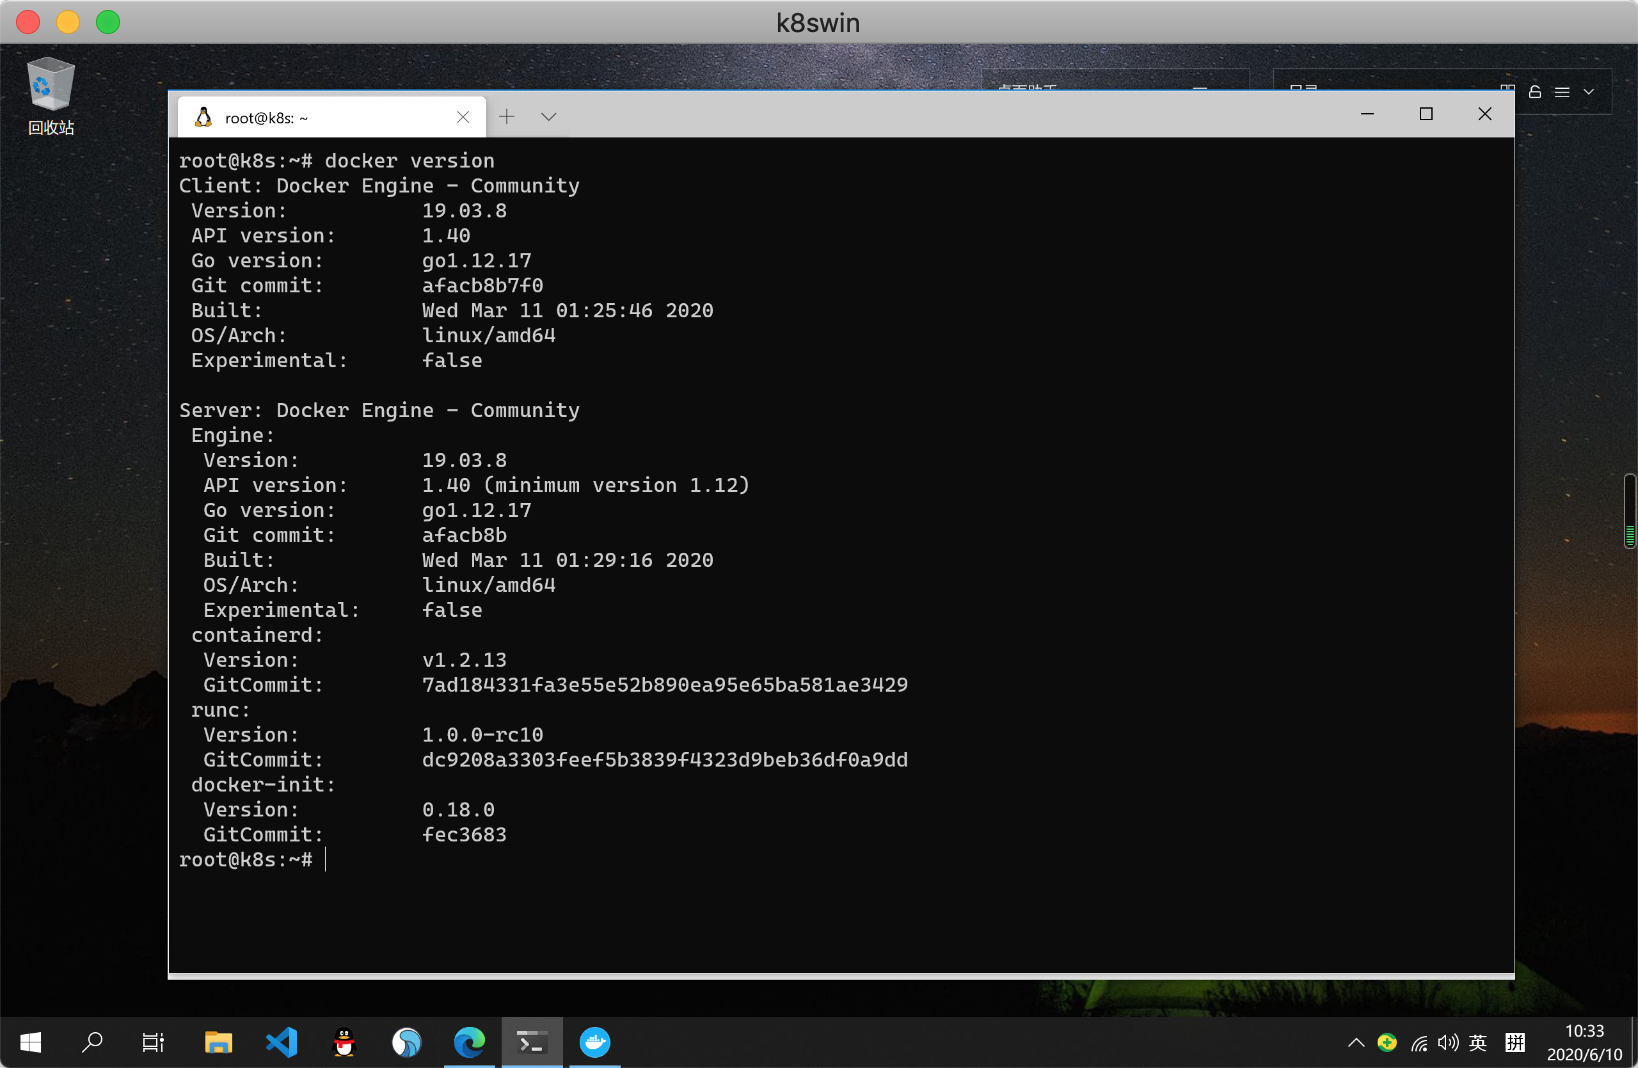 k8swin
回收站
root@k8s: ~
root@k8s:~# docker version
Client: Docker Engine - Community
Version: 19.03.8
API version: 1.40
Go version: go1.12.17
Git commit: afacb8b7f0
Built: Wed Mar 11 01:25:46 2020
OS/Arch: linux/amd64
Experimental: false
Server: Docker Engine - Community
Engine:
Version: 19.03.8
API version: 1.40 (minimum version 1.12)
Go version: go1.12.17
Git commit: afacb8b
Built: Wed Mar 11 01:29:16 2020
OS/Arch: linux/amd64
Experimental: false
containerd:
Version: v1.2.13
GitCommit: 7ad184331fa3e55e52b890ea95e65ba581ae3429
runc:
Version: 1.0.0-rc10
GitCommit: dc9208a3303feef5b3839f4323d9beb36df0a9dd
docker-init:
Version: 0.18.0
GitCommit: fec3683
root@k8s:~#
英 拼
10:33
2020/6/10